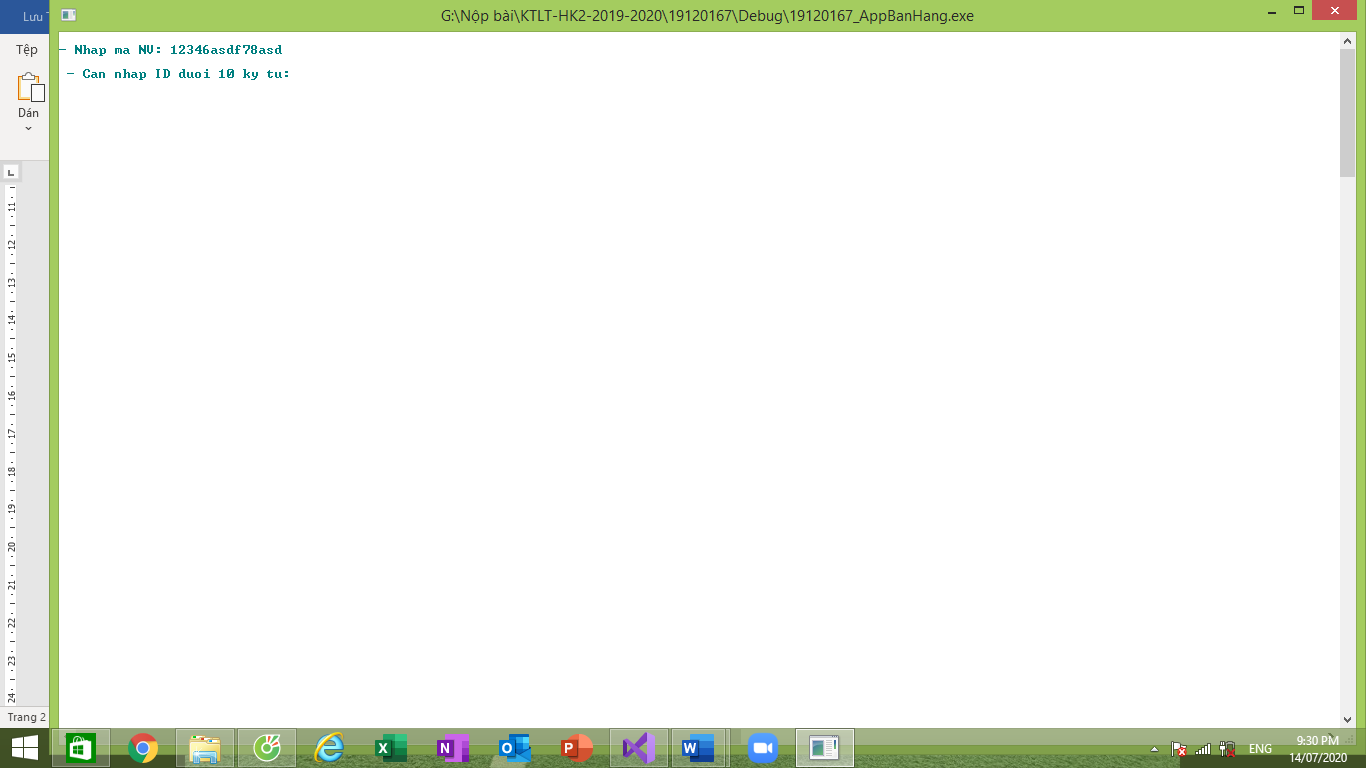 Lưu
G:\Nộp bài\KTLT-HK2-2019-2020\19120167\Debug\19120167_AppBanHang.exe
Tệp
Dán
- Nhap ma NV: 12346asdf78asd
- Can nhap ID duoi 10 ky tu:
11
12
13
14
15
16
17
18
19
20
21
22
23
24
Trang 2
ENG
9:30 PM
14/07/2020